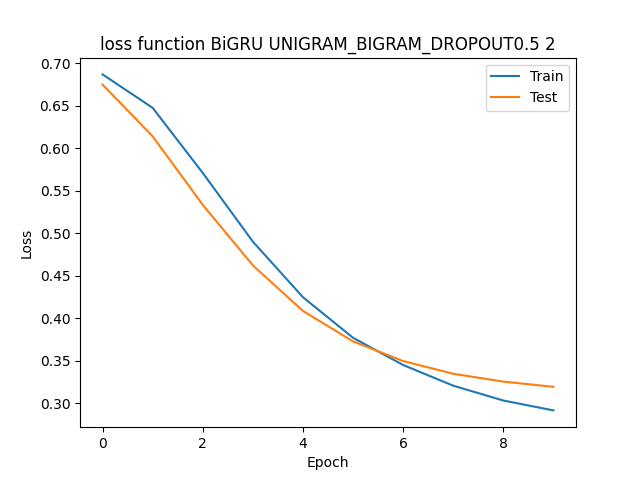 loss function BiGRU UNIGRAM_BIGRAM_DROPOUT0.5 2
Train
Test
0.70
0.65
0.60
0.55
0.50
0.45
0.40
0.35
0.30
Loss
0 2 4 6 8
Epoch